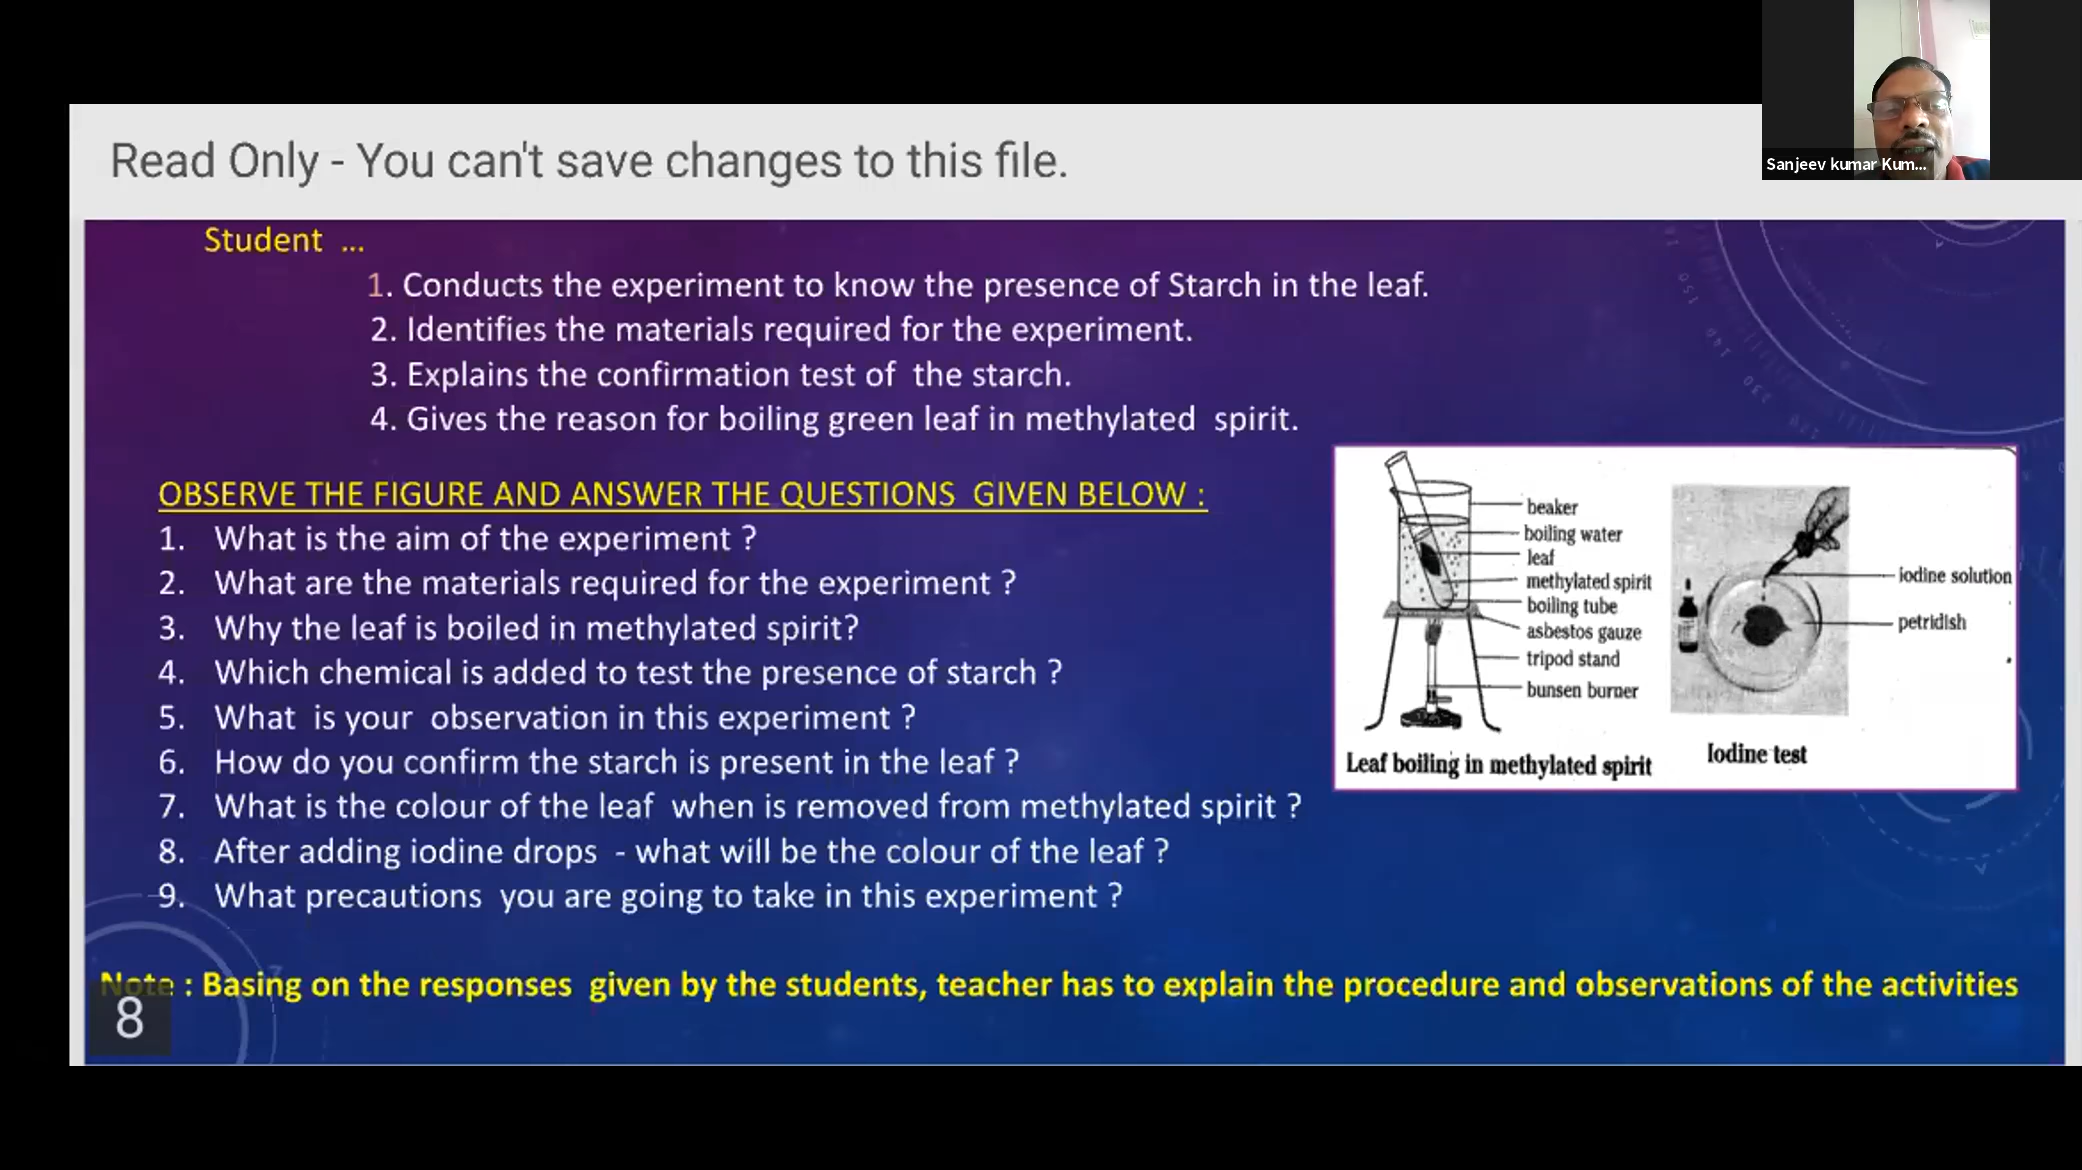 Sanjeev kumar Kum...
Read Only - You can't save changes to this file.
Student ...
1. Conducts the experiment to know the presence of Starch in the leaf.
2. Identifies the materials required for the experiment.
3. Explains the confirmation test of the starch.
4. Gives the reason for boiling green leaf in methylated spirit.
OBSERVE THE FIGURE AND ANSWER THE QUESTIONS GIVEN BELOW :
1. What is the aim of the experiment ?
2. What are the materials required for the experiment ?
3. Why the leaf is boiled in methylated spirit?
4. Which chemical is added to test the presence of starch ?
5. What is your observation in this experiment ?
6. How do you confirm the starch is present in the leaf ?
7. What is the colour of the leaf when is removed from methylated spirit ?
8. After adding iodine drops - what will be the colour of the leaf ?
9. What precautions you are going to take in this experiment ?
beaker
boiling water
leaf
methylated spirit
boiling tube
asbestos gauze
tripod stand
bunsen burner
Leaf boiling in methylated spirit
iodine solution
petridish
Iodine test
Note : Basing on the responses given by the students, teacher has to explain the procedure and observations of the activities
8